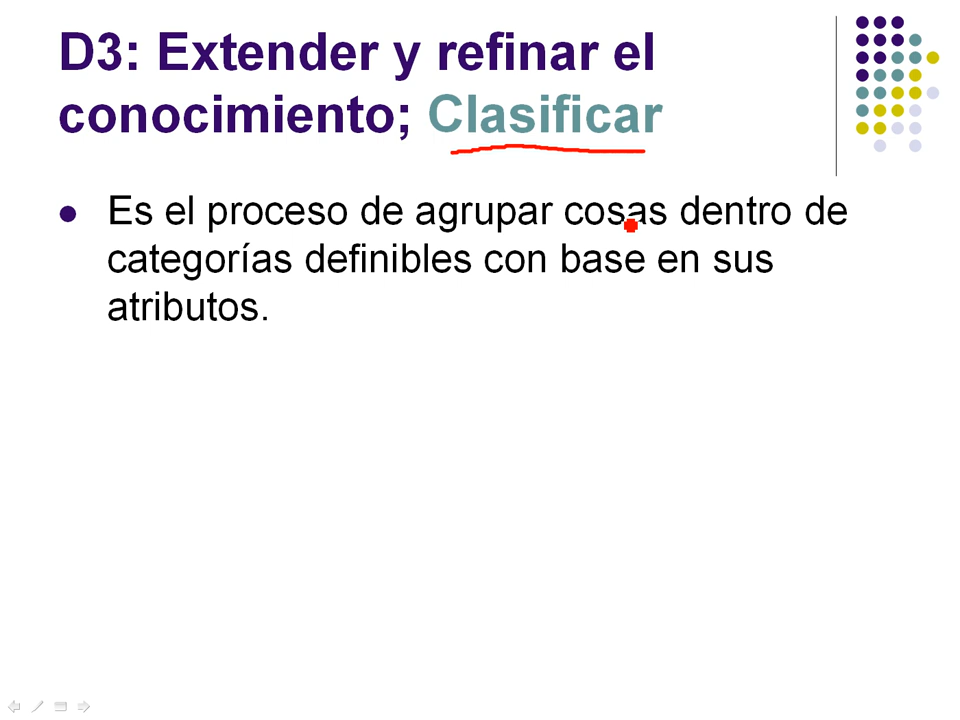 D3: Extender y refinar el
conocimiento; Clasificar
Es el proceso de agrupar cosas dentro de
categorías definibles con base en sus
atributos.